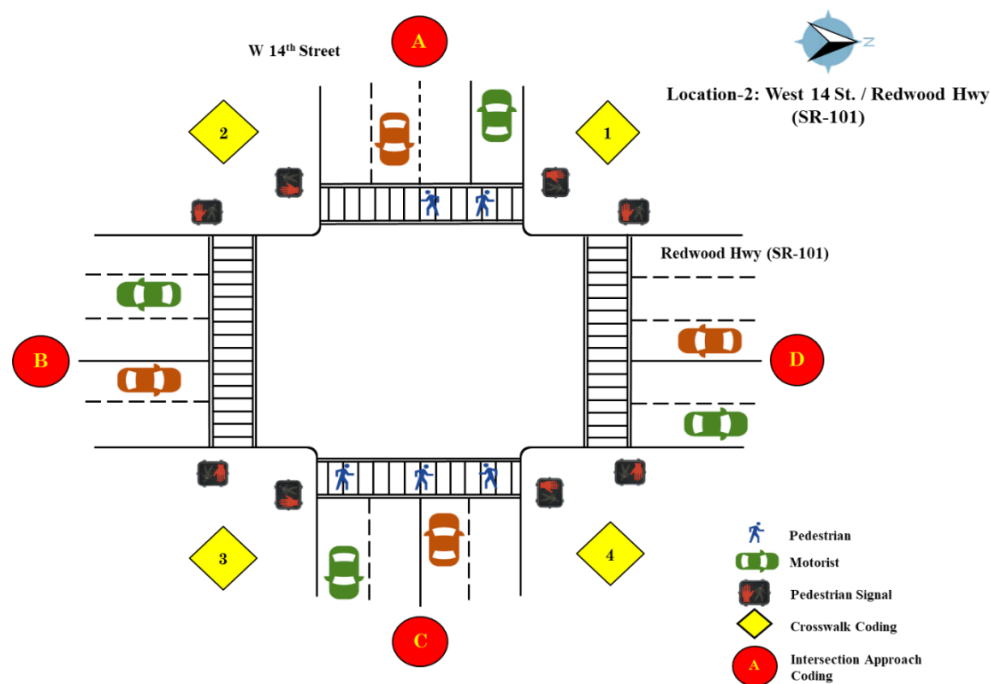 W 14th Street
A
N
Location-2: West 14 St. / Redwood Hwy
(SR-101)
2
1
Redwood Hwy (SR-101)
B
D
3
4
C
Pedestrian
Motorist
Pedestrian Signal
Crosswalk Coding
A
Intersection Approach
Coding